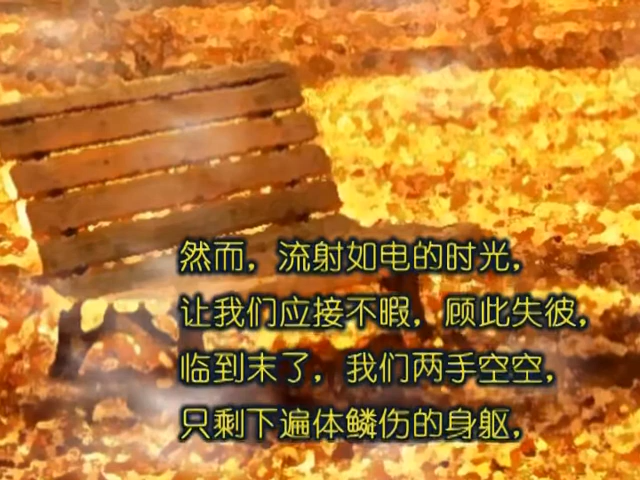 然而，流射如电的时光，
让我们应接不暇，顾此失彼，
临到末了，我们两手空空，
只剩下遍体鳞伤的身躯，